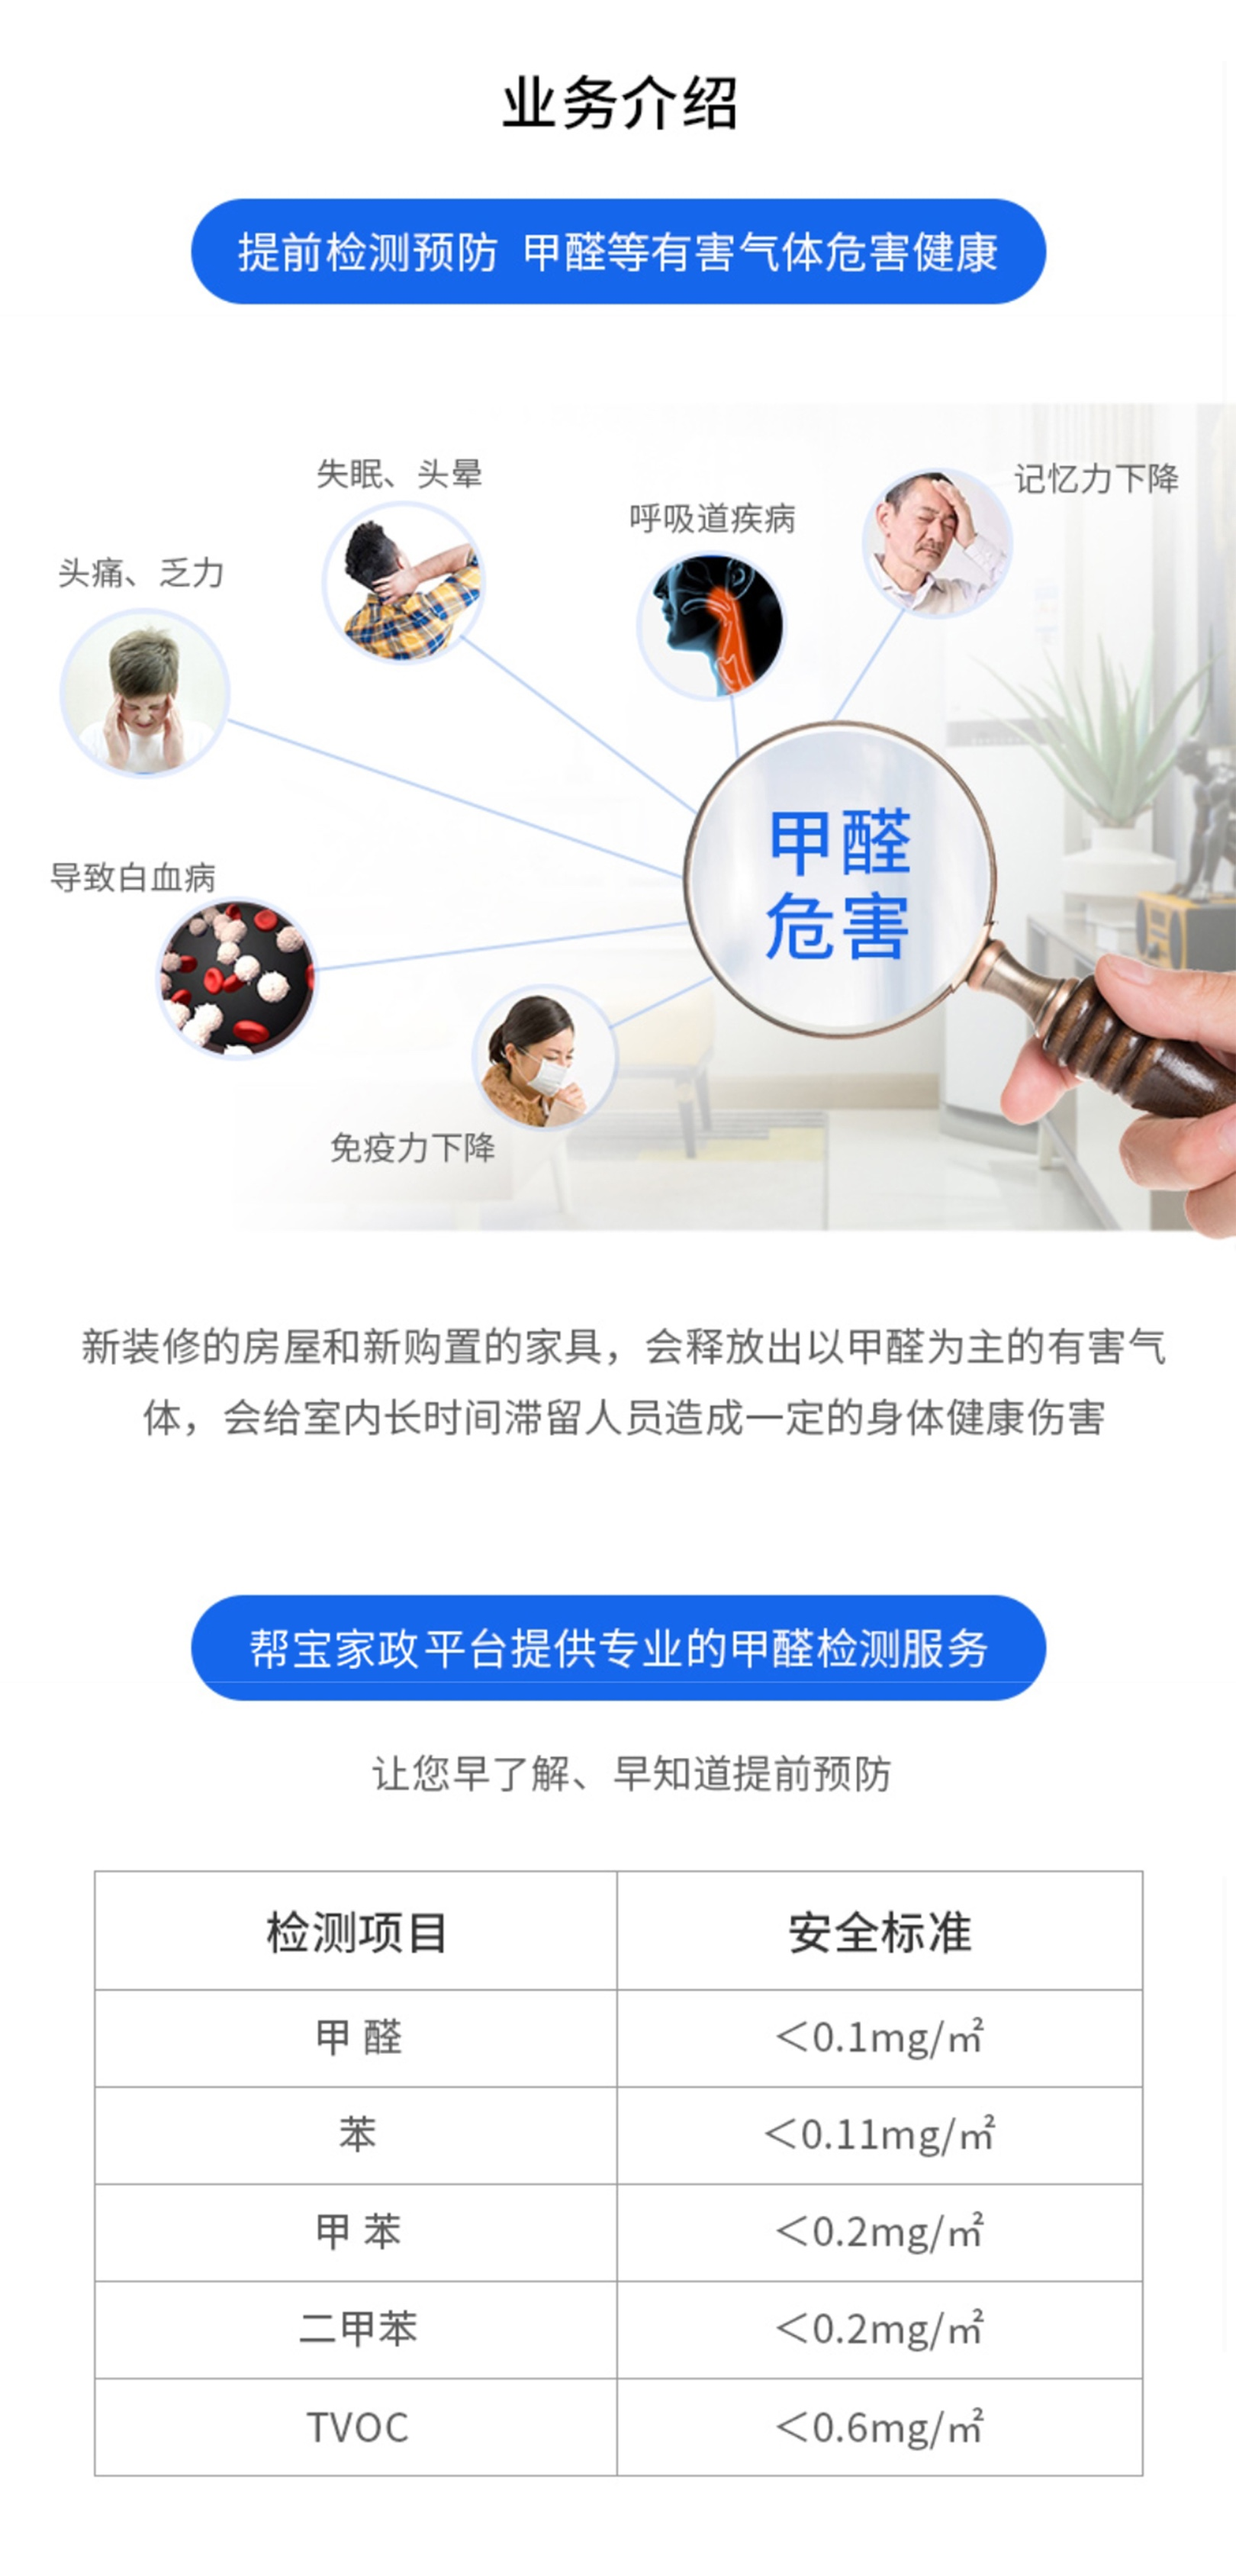 业务介绍
提前检测预防 甲醛等有害气体危害健康
失眠、头晕
记忆力下降
呼吸道疾病
头痛、乏力
甲醛
危害
导致白血病
免疫力下降
新装修的房屋和新购置的家具，会释放出以甲醛为主的有害气
体，会给室内长时间滞留人员造成一定的身体健康伤害
帮宝家政平台提供专业的甲醛检测服务
让您早了解、早知道提前预防
检测项目 安全标准
甲醛 <0.1mg/㎡
苯 <0.11mg/㎡
甲苯 <0.2mg/㎡
二甲苯 <0.2mg/㎡
TVOC <0.6mg/㎡